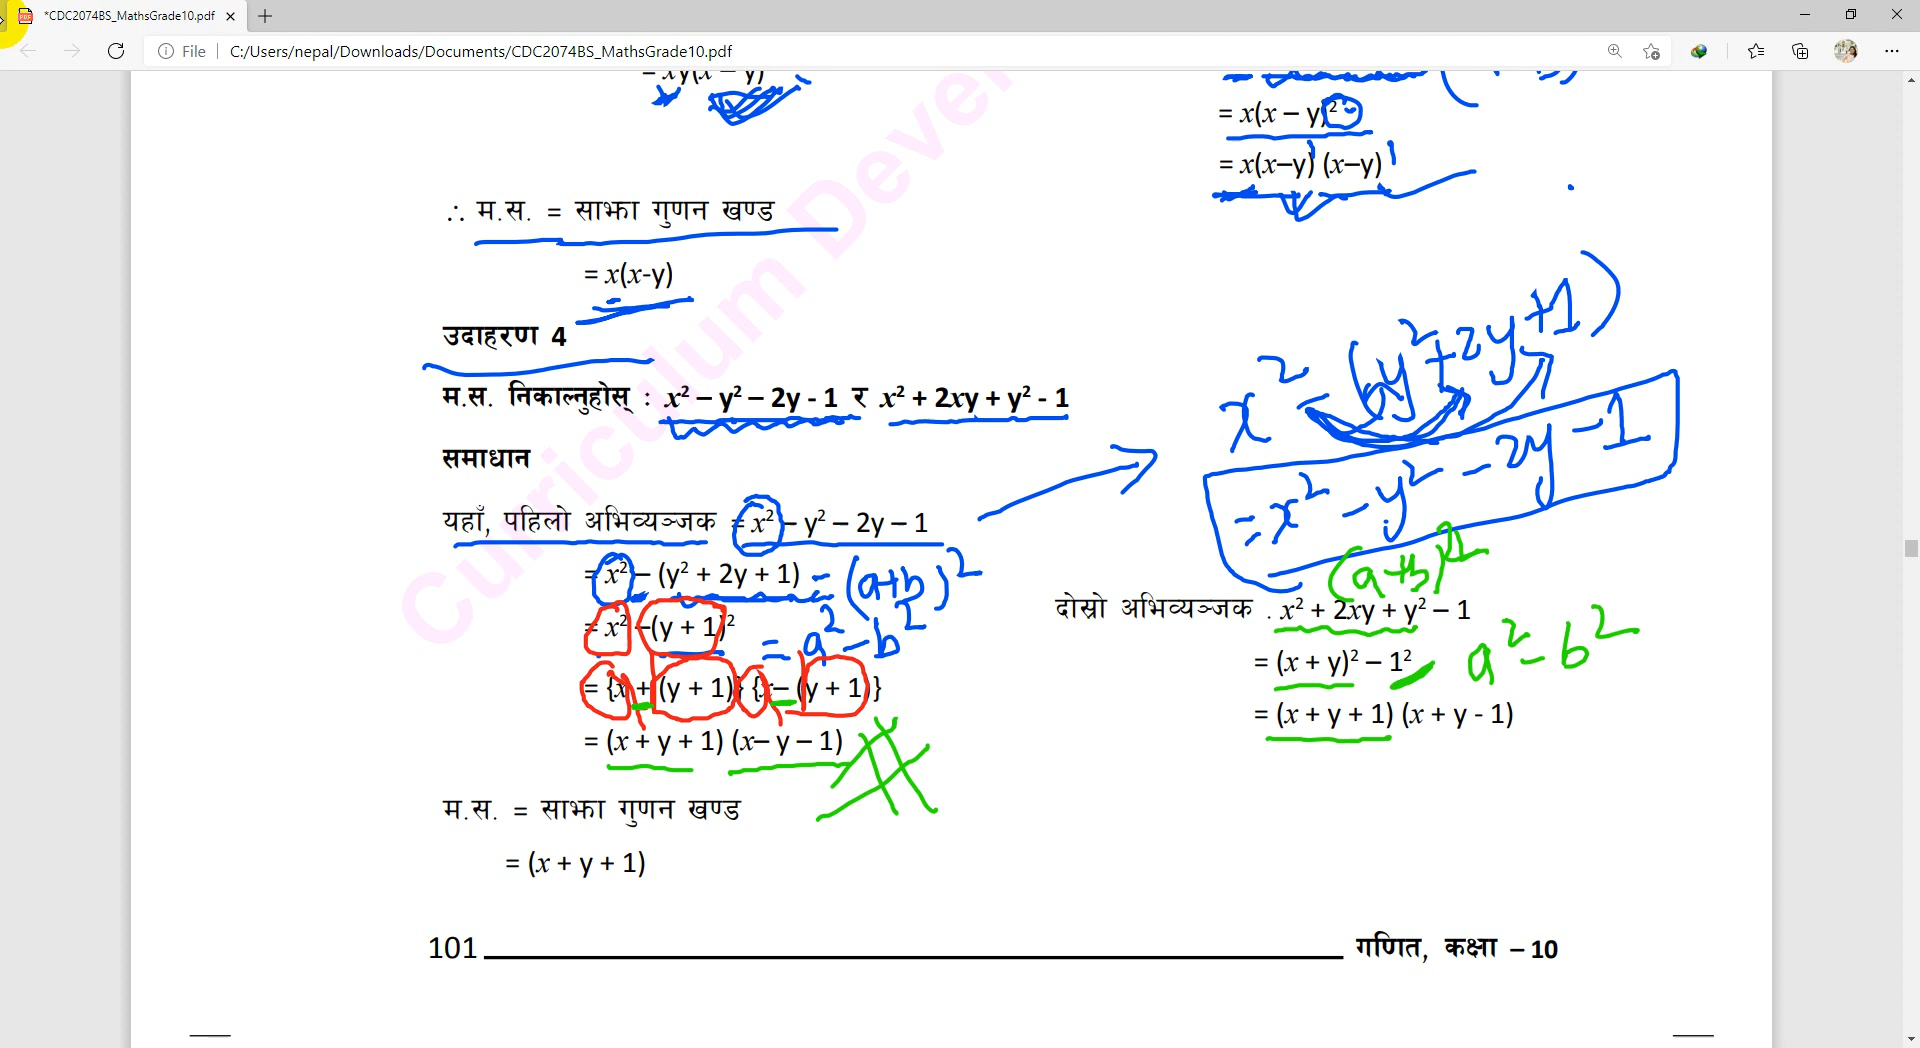 *CDC2074BS_MathsGrade10.pdf
File | C:/Users/nepal/Downloads/Documents/CDC2074BS_MathsGrade10.pdf
= xy(x – y)
= x(x – y)²
= x(x–y) (x–y)
∴ म.स. = साझा गुणन खण्ड
= x(x-y)
उदाहरण 4
म.स. निकाल्नुहोस् : x² – y² – 2y - 1 र x² + 2xy + y² - 1
x² – (y² + 2y + 1)
= x² – y² – 2y – 1
समाधान
यहाँ, पहिलो अभिव्यञ्जक = x² – y² – 2y – 1
= x² – (y² + 2y + 1) = (a+b)²
= x² –(y + 1)² = a² – b²
= {x + (y + 1)} {x– (y + 1)}
= (x + y + 1) (x– y – 1)
(a+b)²
दोस्रो अभिव्यञ्जक . x² + 2xy + y² – 1
= (x + y)² – 1² a² – b²
= (x + y + 1) (x + y - 1)
म.स. = साझा गुणन खण्ड
= (x + y + 1)
101 गणित, कक्षा – 10
Curriculum Devel